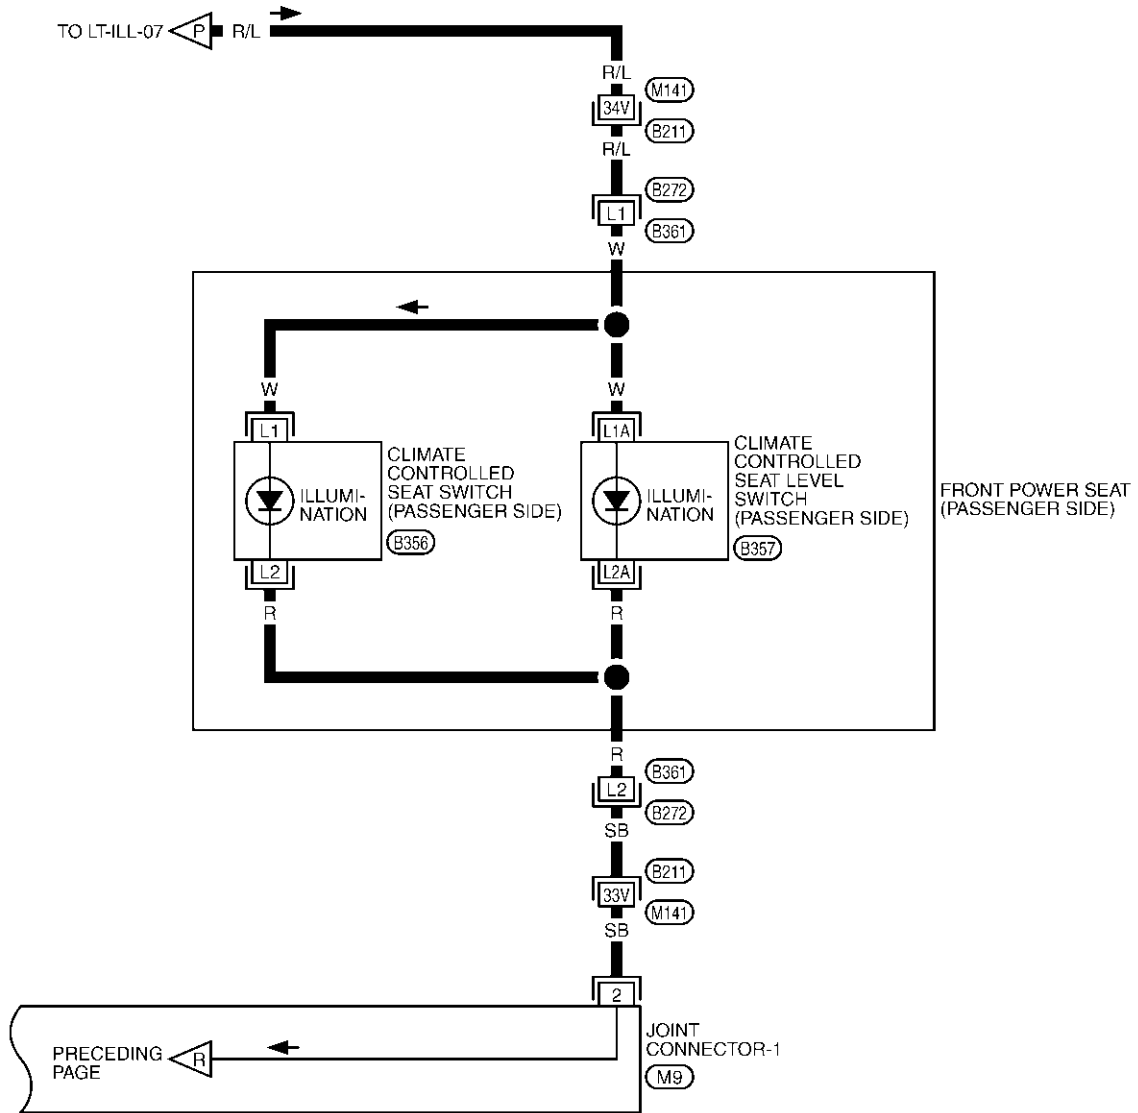 TO LT-ILL-07 P R/L
R/L
M141
34V
B211
R/L
B272
L1
B361
W
W
W
L1
L1A
CLIMATE
CONTROLLED
SEAT SWITCH
(PASSENGER SIDE)
B356
ILLUMI-
NATION
CLIMATE
CONTROLLED
SEAT LEVEL
SWITCH
(PASSENGER SIDE)
B357
ILLUMI-
NATION
FRONT POWER SEAT
(PASSENGER SIDE)
L2
L2A
R
R
R
B361
L2
B272
SB
B211
33V
M141
SB
2
JOINT
CONNECTOR-1
M9
PRECEDING
PAGE
R